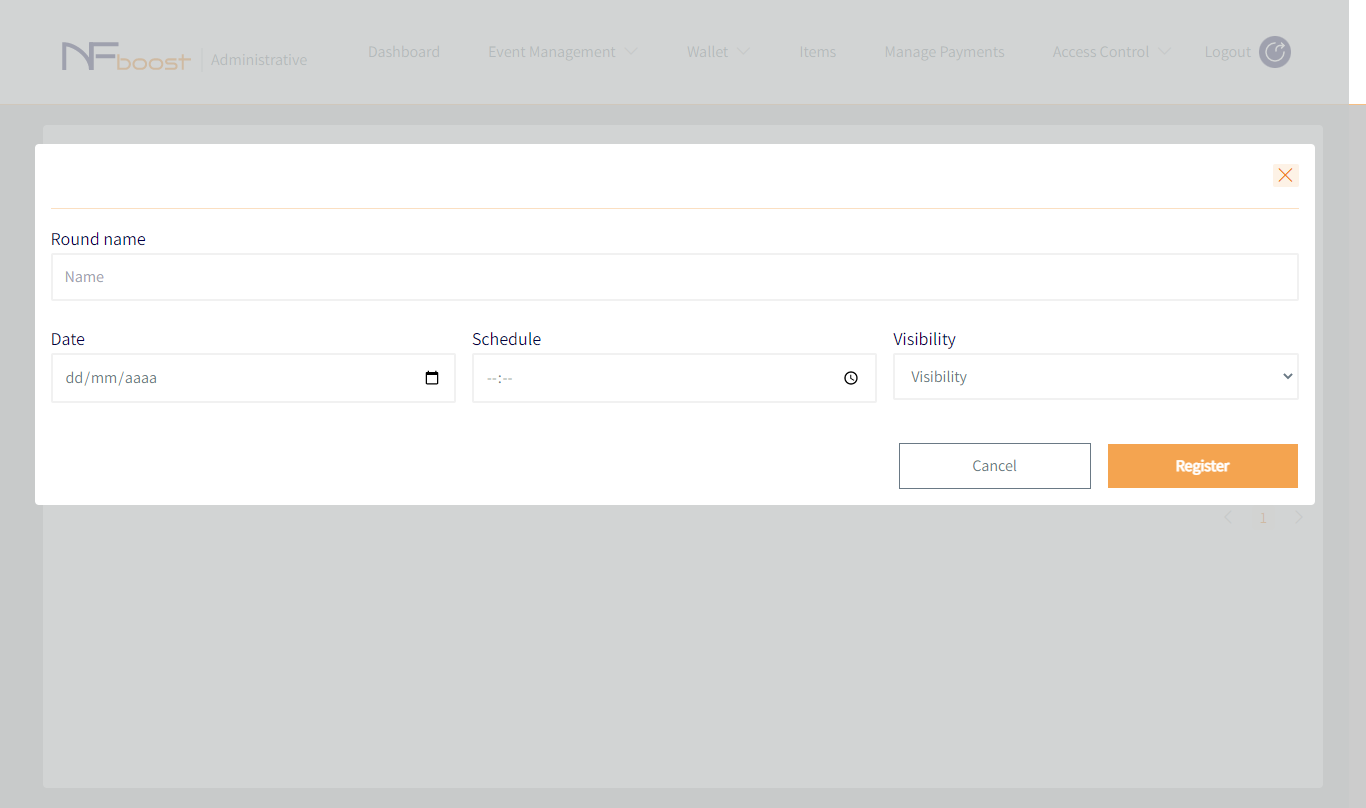 NFboost Administrative Dashboard Event Management Wallet Items Manage Payments Access Control Logout
Round name
Name
Date Schedule Visibility
dd/mm/aaaa --:-- Visibility
Cancel Register
1